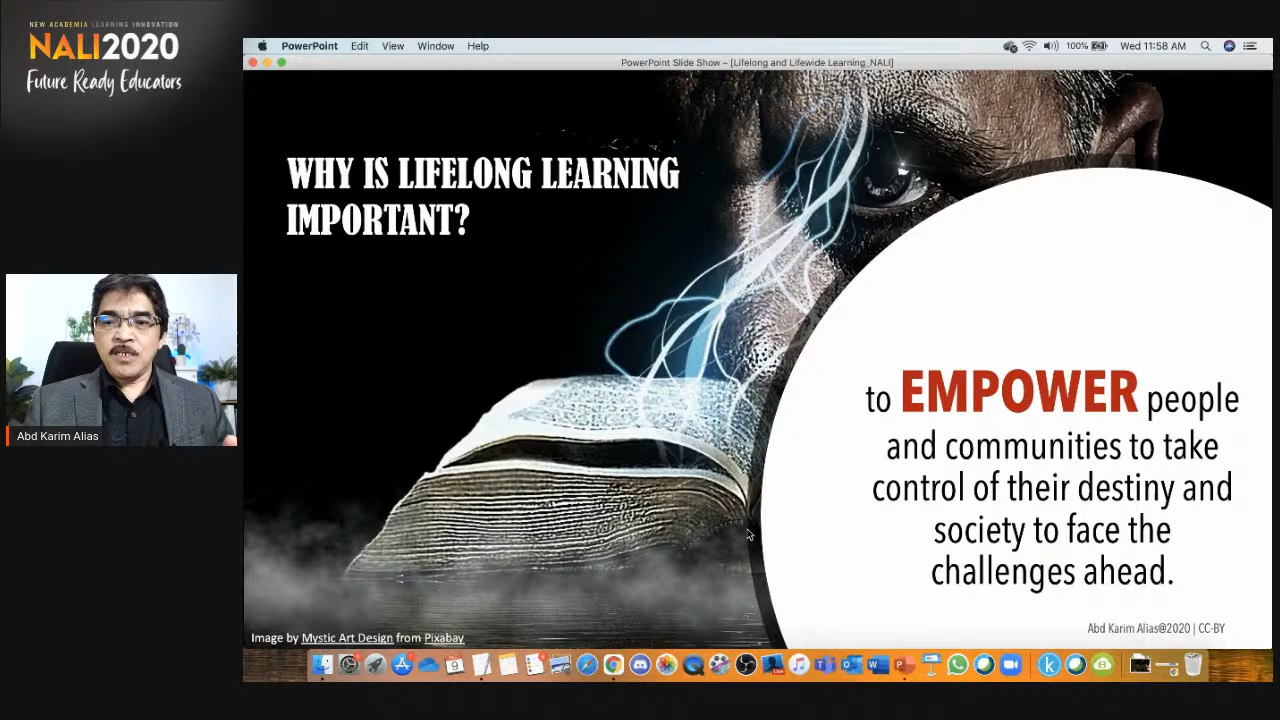 NEW ACADEMIA LEARNING INNOVATION
NALI2020
Future Ready Educators
PowerPoint Edit View Window Help
100% Wed 11:58 AM
PowerPoint Slide Show – [Lifelong and Lifewide Learning_NALI]
WHY IS LIFELONG LEARNING
IMPORTANT?
to EMPOWER people
and communities to take
control of their destiny and
society to face the
challenges ahead.
Abd Karim Alias
Image by Mystic Art Design from Pixabay
Abd Karim Alias@2020 | CC-BY
9